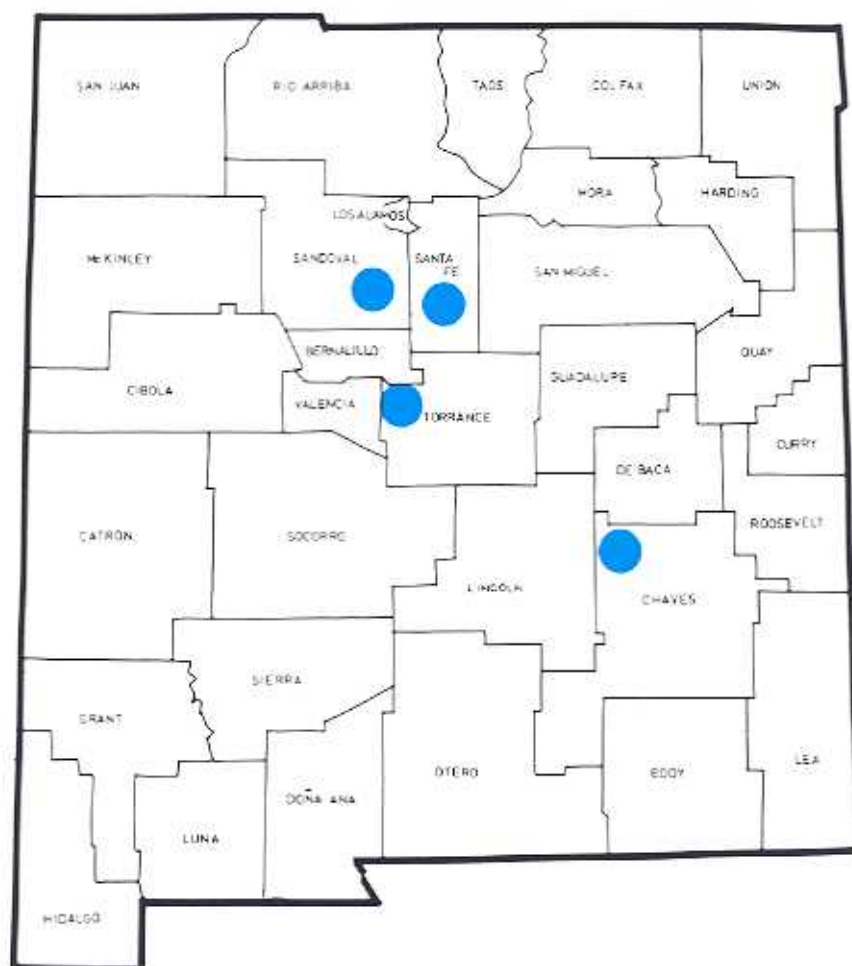 SAN JUAN
RIO ARRIBA
TAOS
COLFAX
UNION
MORA
HARDING
LOS ALAMOS
McKINLEY
SANDOVAL
SANTA
FE
SAN MIGUEL
BERNALILLO
QUAY
CIBOLA
VALENCIA
TORRANCE
GUADALUPE
CURRY
DE BACA
ROOSEVELT
CATRON
SOCORRO
LINCOLN
CHAVES
SIERRA
GRANT
LEA
OTERO
EDDY
DOÑA ANA
LUNA
HIDALGO